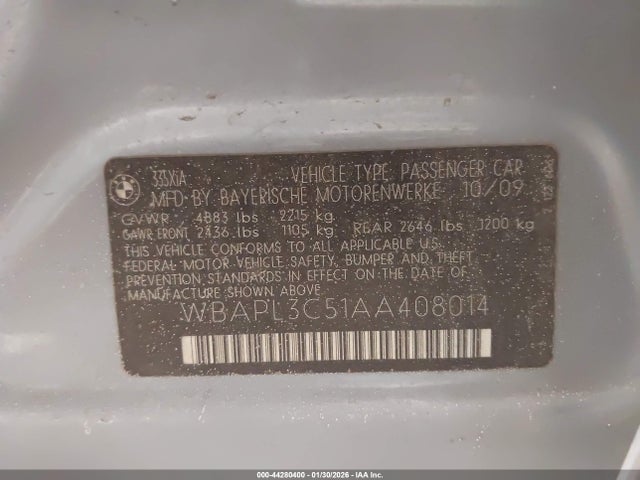 BMW
335XiA VEHICLE TYPE PASSENGER CAR
MFD BY BAYERISCHE MOTORENWERKE 10/09
GVWR 4883 lbs 2215 kg
GAWR FRONT 2436 lbs 1105 kg REAR 2646 lbs 1200 kg
THIS VEHICLE CONFORMS TO ALL APPLICABLE U.S.
FEDERAL MOTOR VEHICLE SAFETY, BUMPER AND THEFT
PREVENTION STANDARDS IN EFFECT ON THE DATE OF
MANUFACTURE SHOWN ABOVE
WBAPL3C51AA408014
000-44280400 - 01/30/2026 - IAA Inc.